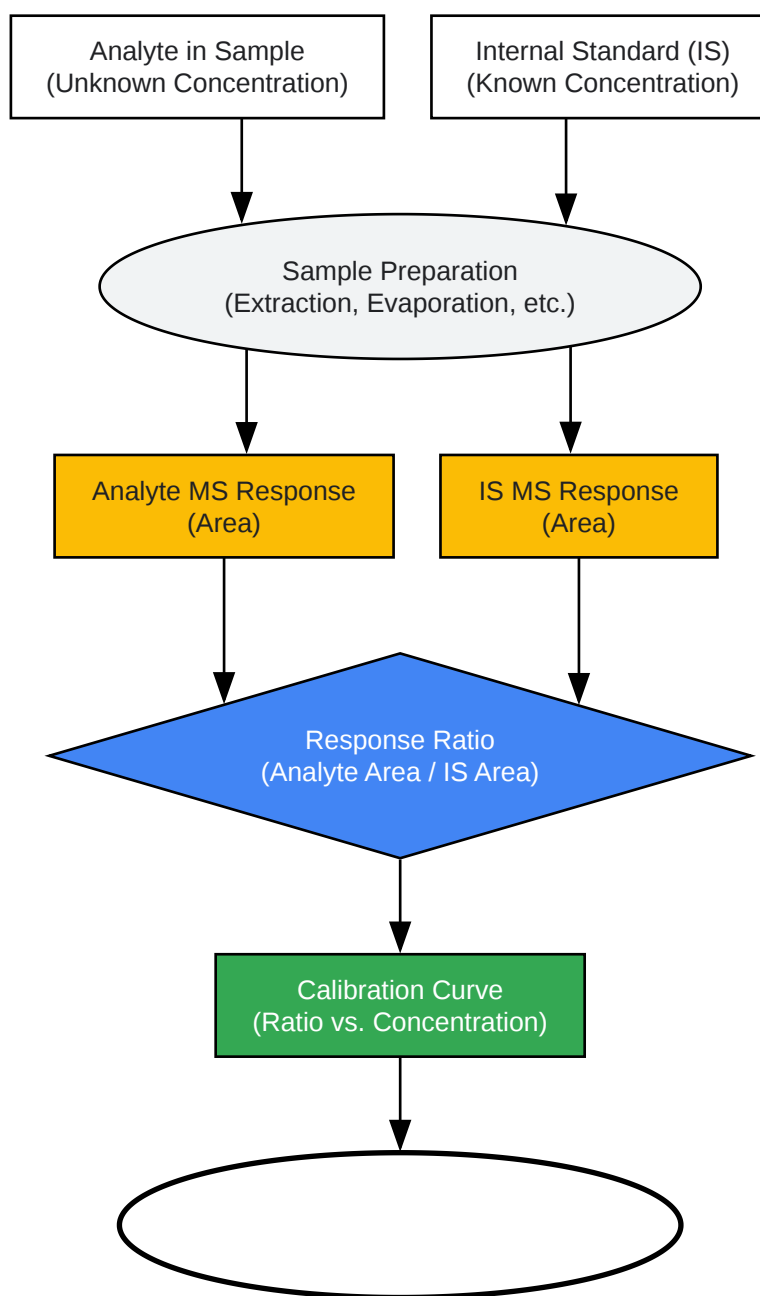 Analyte in Sample
(Unknown Concentration)
Internal Standard (IS)
(Known Concentration)
Sample Preparation
(Extraction, Evaporation, etc.)
Analyte MS Response
(Area)
IS MS Response
(Area)
Response Ratio
(Analyte Area / IS Area)
Calibration Curve
(Ratio vs. Concentration)